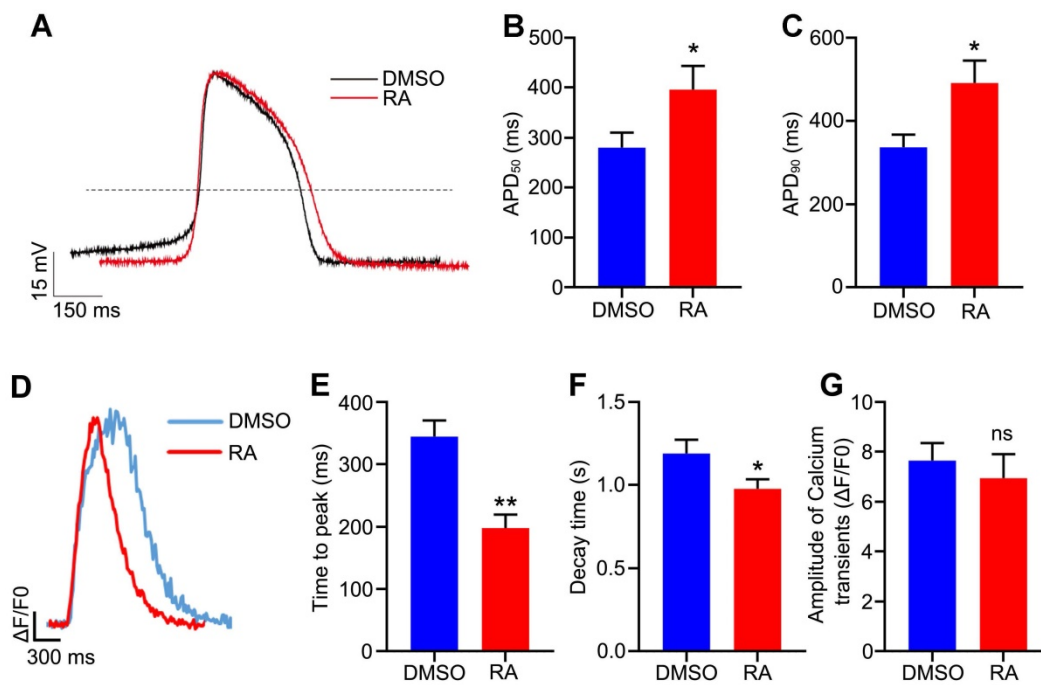 A
DMSO
RA
15 mV
150 ms
B
APD50 (ms)
500
400
300
200
100
0
*
DMSO
RA
C
APD90 (ms)
600
400
200
0
*
DMSO
RA
D
DMSO
RA
ΔF/F0
300 ms
E
Time to peak (ms)
400
300
200
100
0
**
DMSO
RA
F
Decay time (s)
1.5
1.0
0.5
0.0
*
DMSO
RA
G
Amplitude of Calcium
transients (ΔF/F0)
10
8
6
4
2
0
ns
DMSO
RA